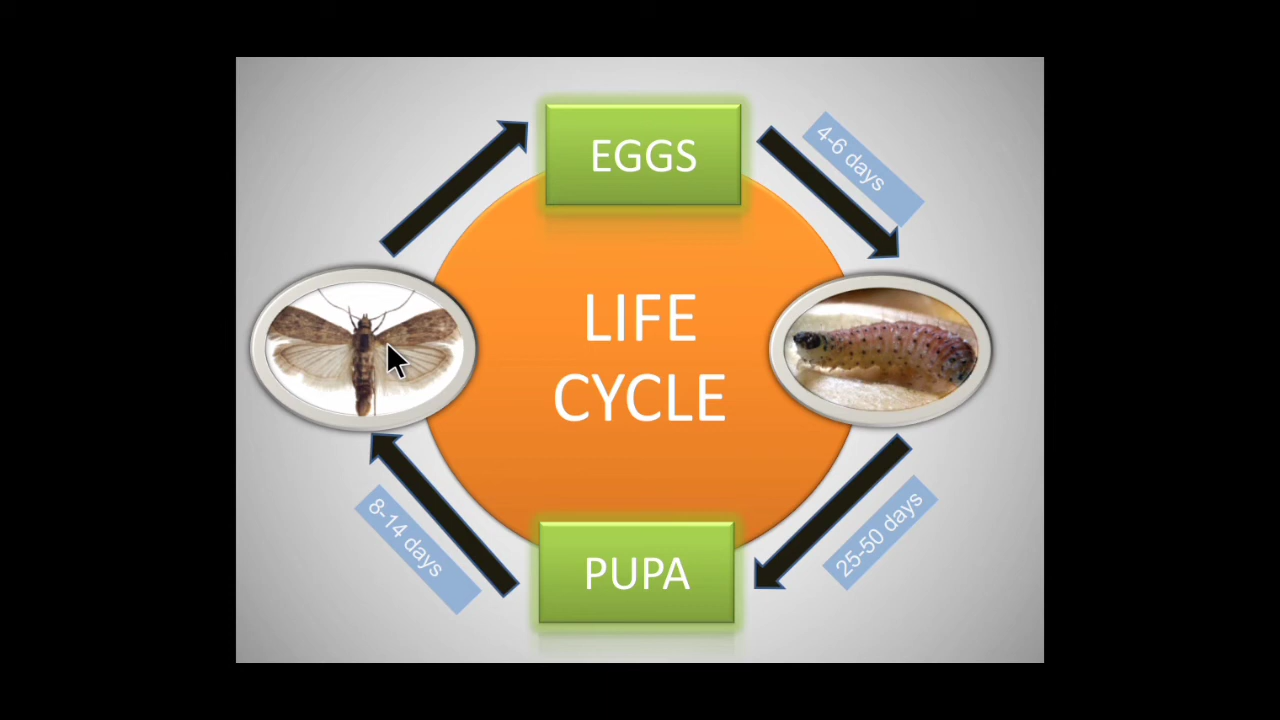 EGGS
4-6 days
LIFE
CYCLE
8-14 days
25-50 days
PUPA